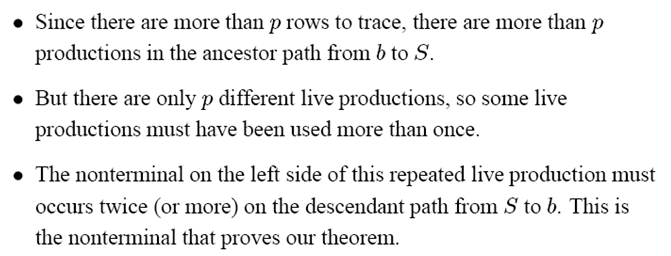 • Since there are more than p rows to trace, there are more than p
productions in the ancestor path from b to S.
• But there are only p different live productions, so some live
productions must have been used more than once.
• The nonterminal on the left side of this repeated live production must
occurs twice (or more) on the descendant path from S to b. This is
the nonterminal that proves our theorem.